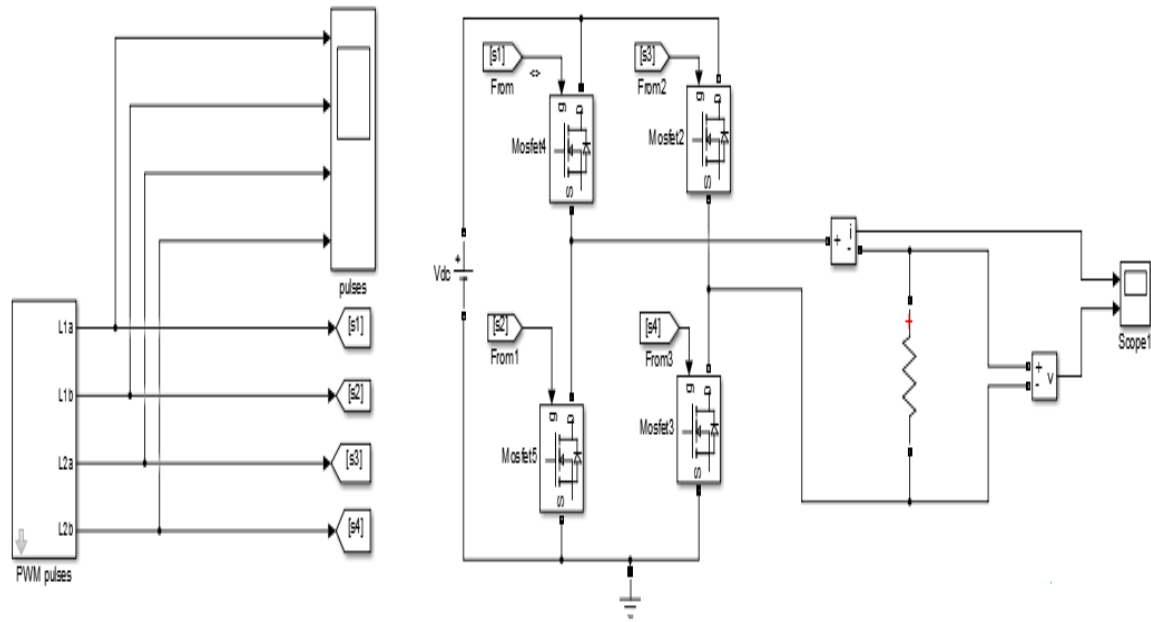 pulses
L1a
[s1]
L1b
[s2]
L2a
[s3]
L2b
[s4]
PWM pulses
[s1]
From
<>
g
D
Mosfet4
S
[s3]
From2
g
D
Mosfet2
S
+
Vdc
[s2]
From1
g
D
Mosfet5
S
[s4]
From3
g
D
Mosfet3
S
+
i
-
+
+
-
v
Scope1